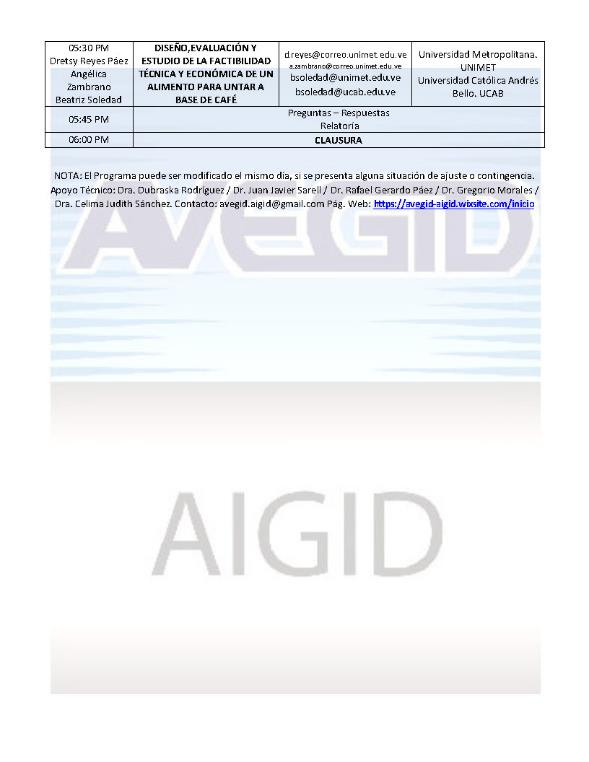 05:30 PM
Dretsy Reyes Páez
Angélica
Zambrano
Beatriz Soledad
DISEÑO,EVALUACIÓN Y
ESTUDIO DE LA FACTIBILIDAD
TÉCNICA Y ECONÓMICA DE UN
ALIMENTO PARA UNTAR A
BASE DE CAFÉ
d.reyes@correo.unimet.edu.ve
a.zambrano@correo.unimet.edu.ve
bsoledad@unimet.edu.ve
bsoledad@ucab.edu.ve
Universidad Metropolitana.
UNIMET
Universidad Católica Andrés
Bello. UCAB
05:45 PM
Preguntas – Respuestas
Relatoría
06:00 PM
CLAUSURA
NOTA: El Programa puede ser modificado el mismo día, si se presenta alguna situación de ajuste o contingencia.
Apoyo Técnico: Dra. Dubraska Rodríguez / Dr. Juan Javier Sarell / Dr. Rafael Gerardo Páez / Dr. Gregorio Morales /
Dra. Celima Judith Sánchez. Contacto: avegid.aigid@gmail.com Pág. Web: https://avegid-aigid.wixsite.com/inicio
AVEGID
AIGID